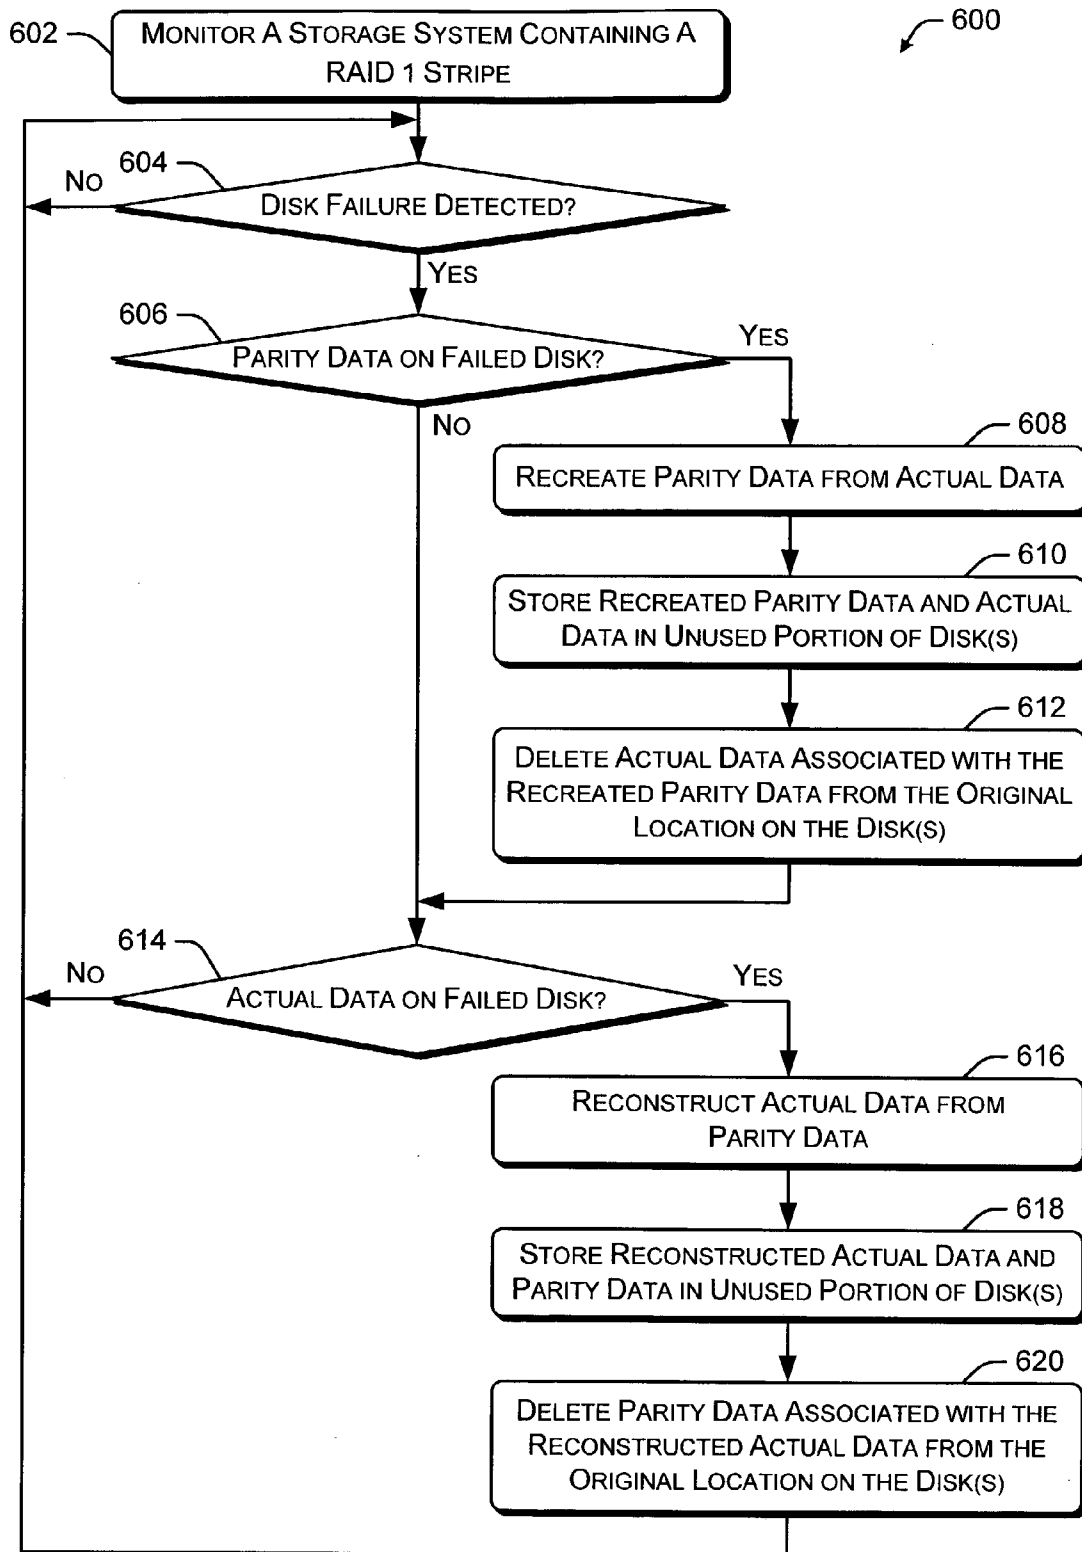 600
602
MONITOR A STORAGE SYSTEM CONTAINING A
RAID 1 STRIPE
604
NO
DISK FAILURE DETECTED?
YES
606
PARITY DATA ON FAILED DISK?
YES
NO
608
RECREATE PARITY DATA FROM ACTUAL DATA
610
STORE RECREATED PARITY DATA AND ACTUAL
DATA IN UNUSED PORTION OF DISK(S)
612
DELETE ACTUAL DATA ASSOCIATED WITH THE
RECREATED PARITY DATA FROM THE ORIGINAL
LOCATION ON THE DISK(S)
614
NO
ACTUAL DATA ON FAILED DISK?
YES
616
RECONSTRUCT ACTUAL DATA FROM
PARITY DATA
618
STORE RECONSTRUCTED ACTUAL DATA AND
PARITY DATA IN UNUSED PORTION OF DISK(S)
620
DELETE PARITY DATA ASSOCIATED WITH THE
RECONSTRUCTED ACTUAL DATA FROM THE
ORIGINAL LOCATION ON THE DISK(S)